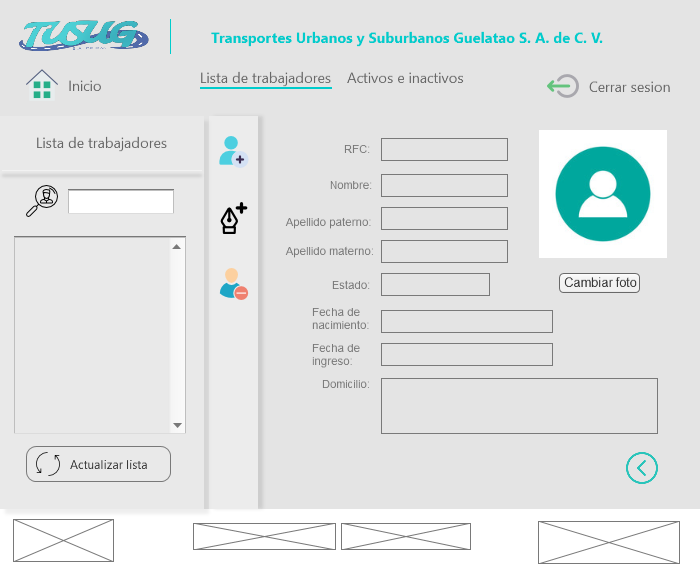 TUSUG
Transportes Urbanos y Suburbanos Guelatao S. A. de C. V.
Inicio
Lista de trabajadores
Activos e inactivos
Cerrar sesion
Lista de trabajadores
RFC:
Nombre:
Apellido paterno:
Apellido materno:
Estado:
Fecha de
nacimiento:
Fecha de
ingreso:
Domicilio:
Cambiar foto
Actualizar lista